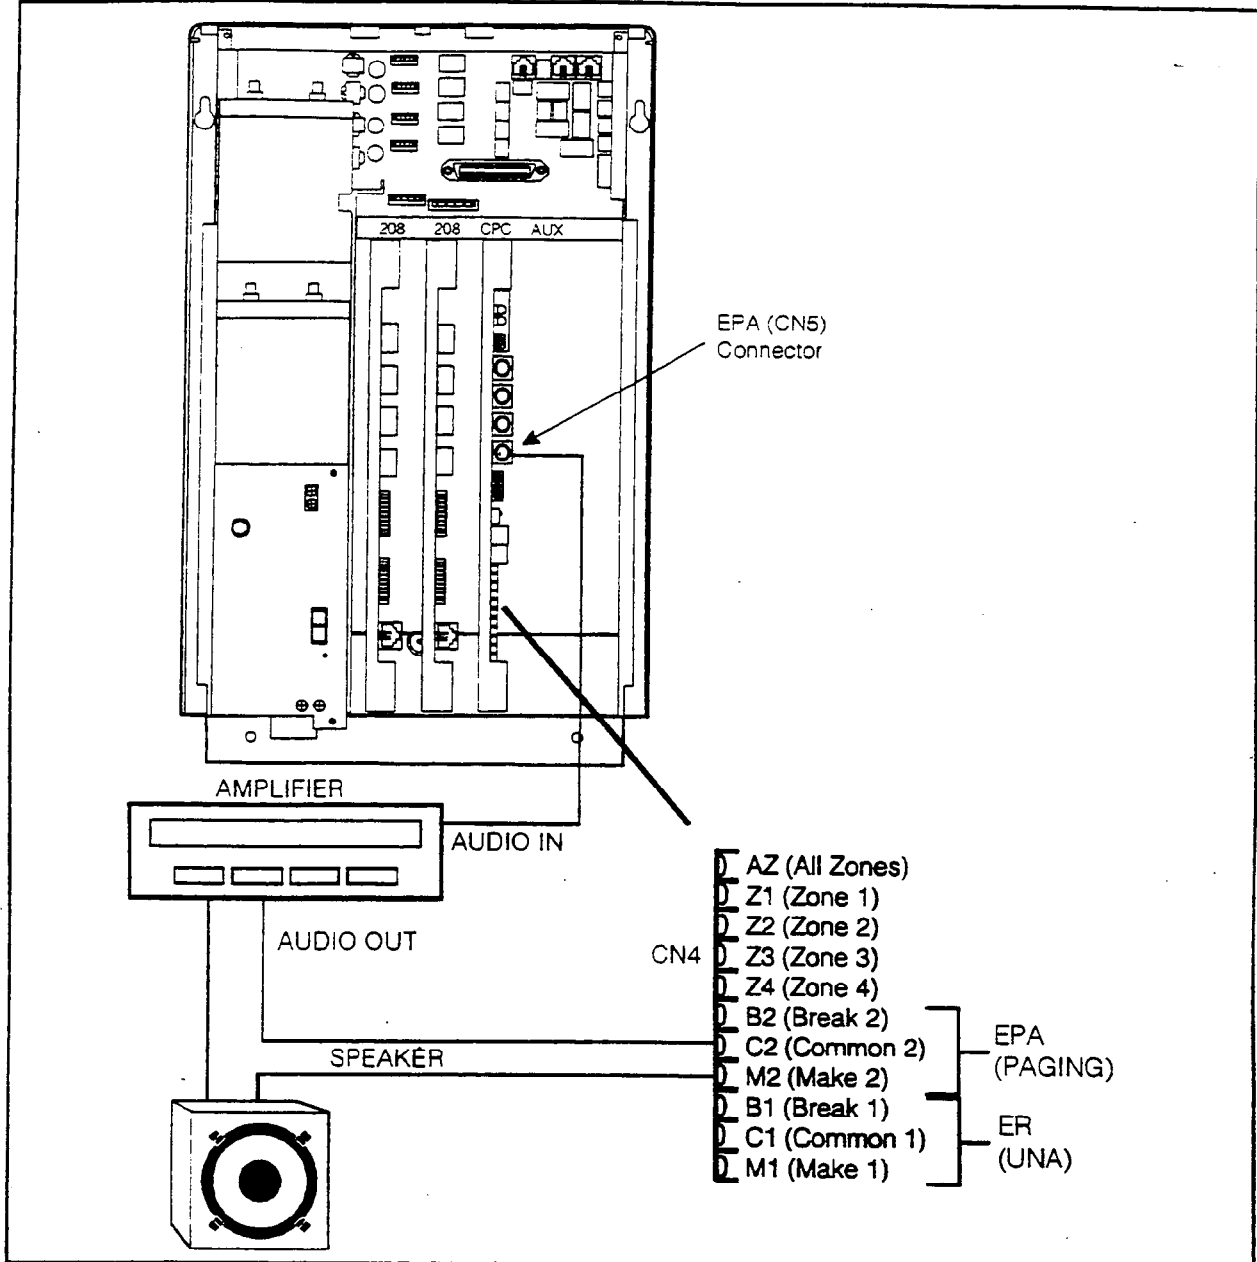 208 208 CPC AUX
EPA (CN5)
Connector
AMPLIFIER
AUDIO IN
AUDIO OUT
SPEAKER
CN4
AZ (All Zones)
Z1 (Zone 1)
Z2 (Zone 2)
Z3 (Zone 3)
Z4 (Zone 4)
B2 (Break 2)
C2 (Common 2)
M2 (Make 2)
B1 (Break 1)
C1 (Common 1)
M1 (Make 1)
EPA
(PAGING)
ER
(UNA)